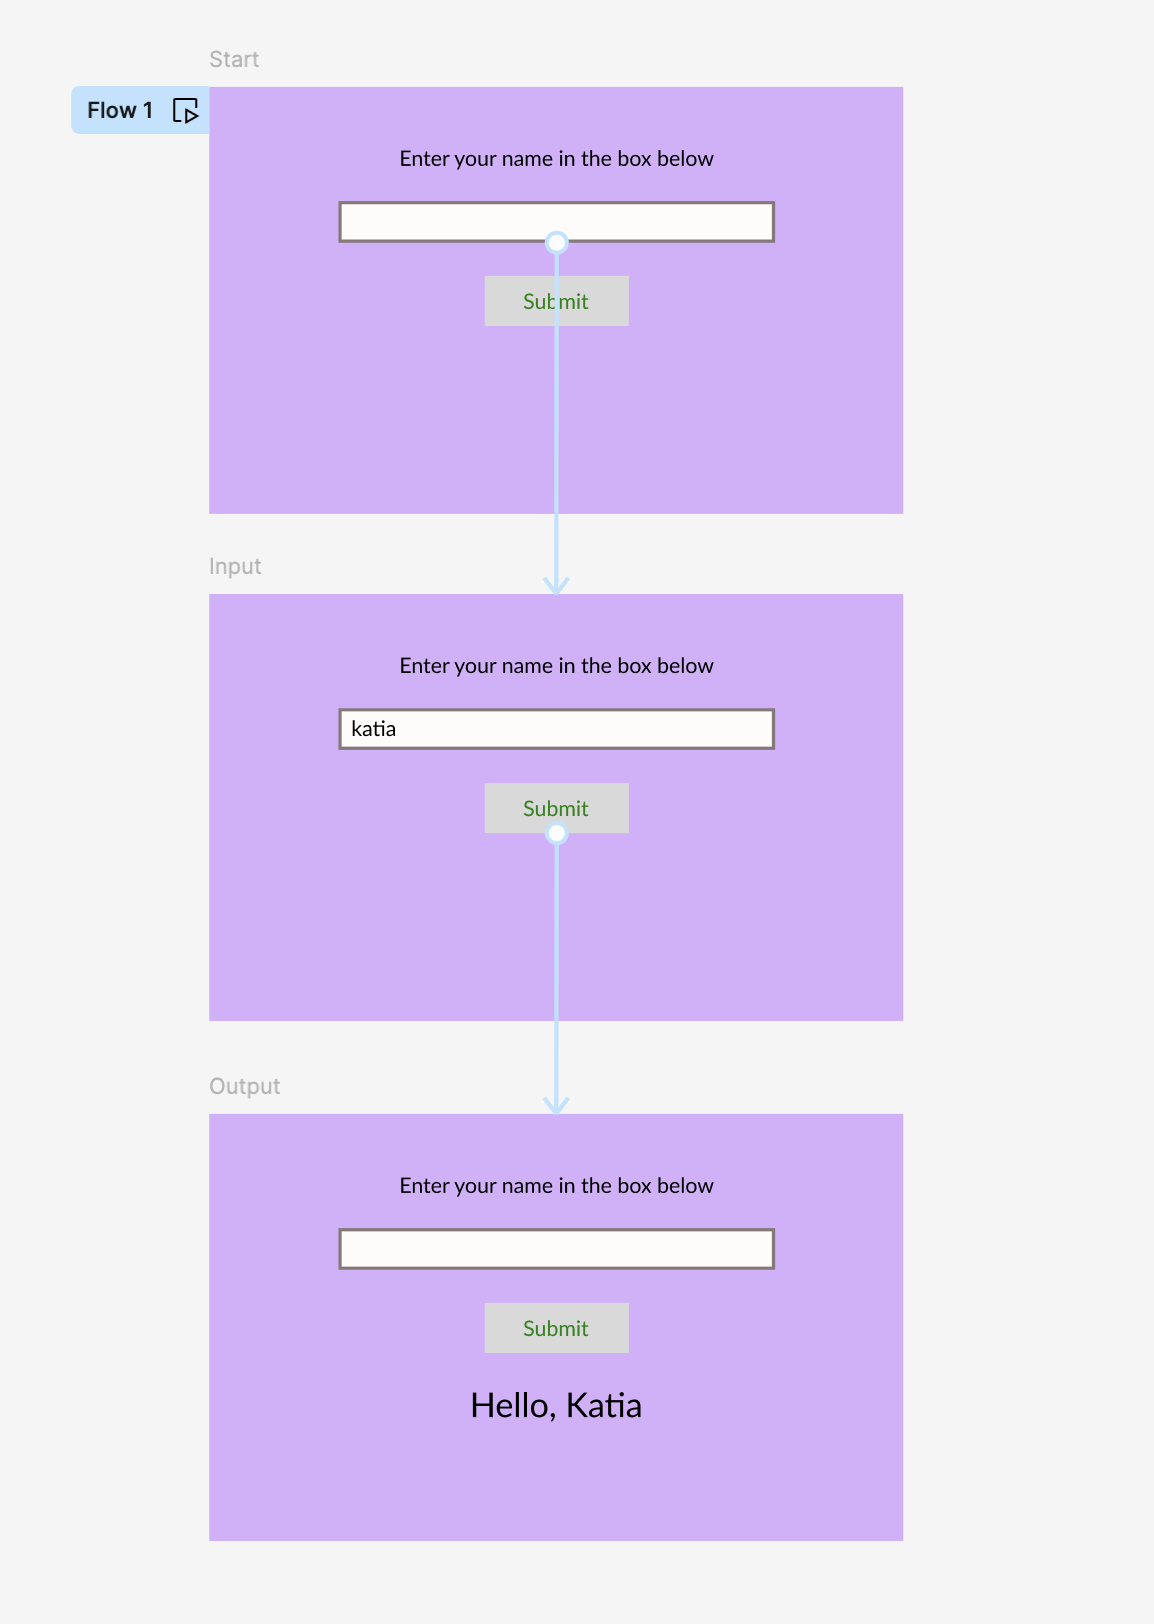 Start
Flow 1
Enter your name in the box below
Submit
Input
Enter your name in the box below
katia
Submit
Output
Enter your name in the box below
Submit
Hello, Katia